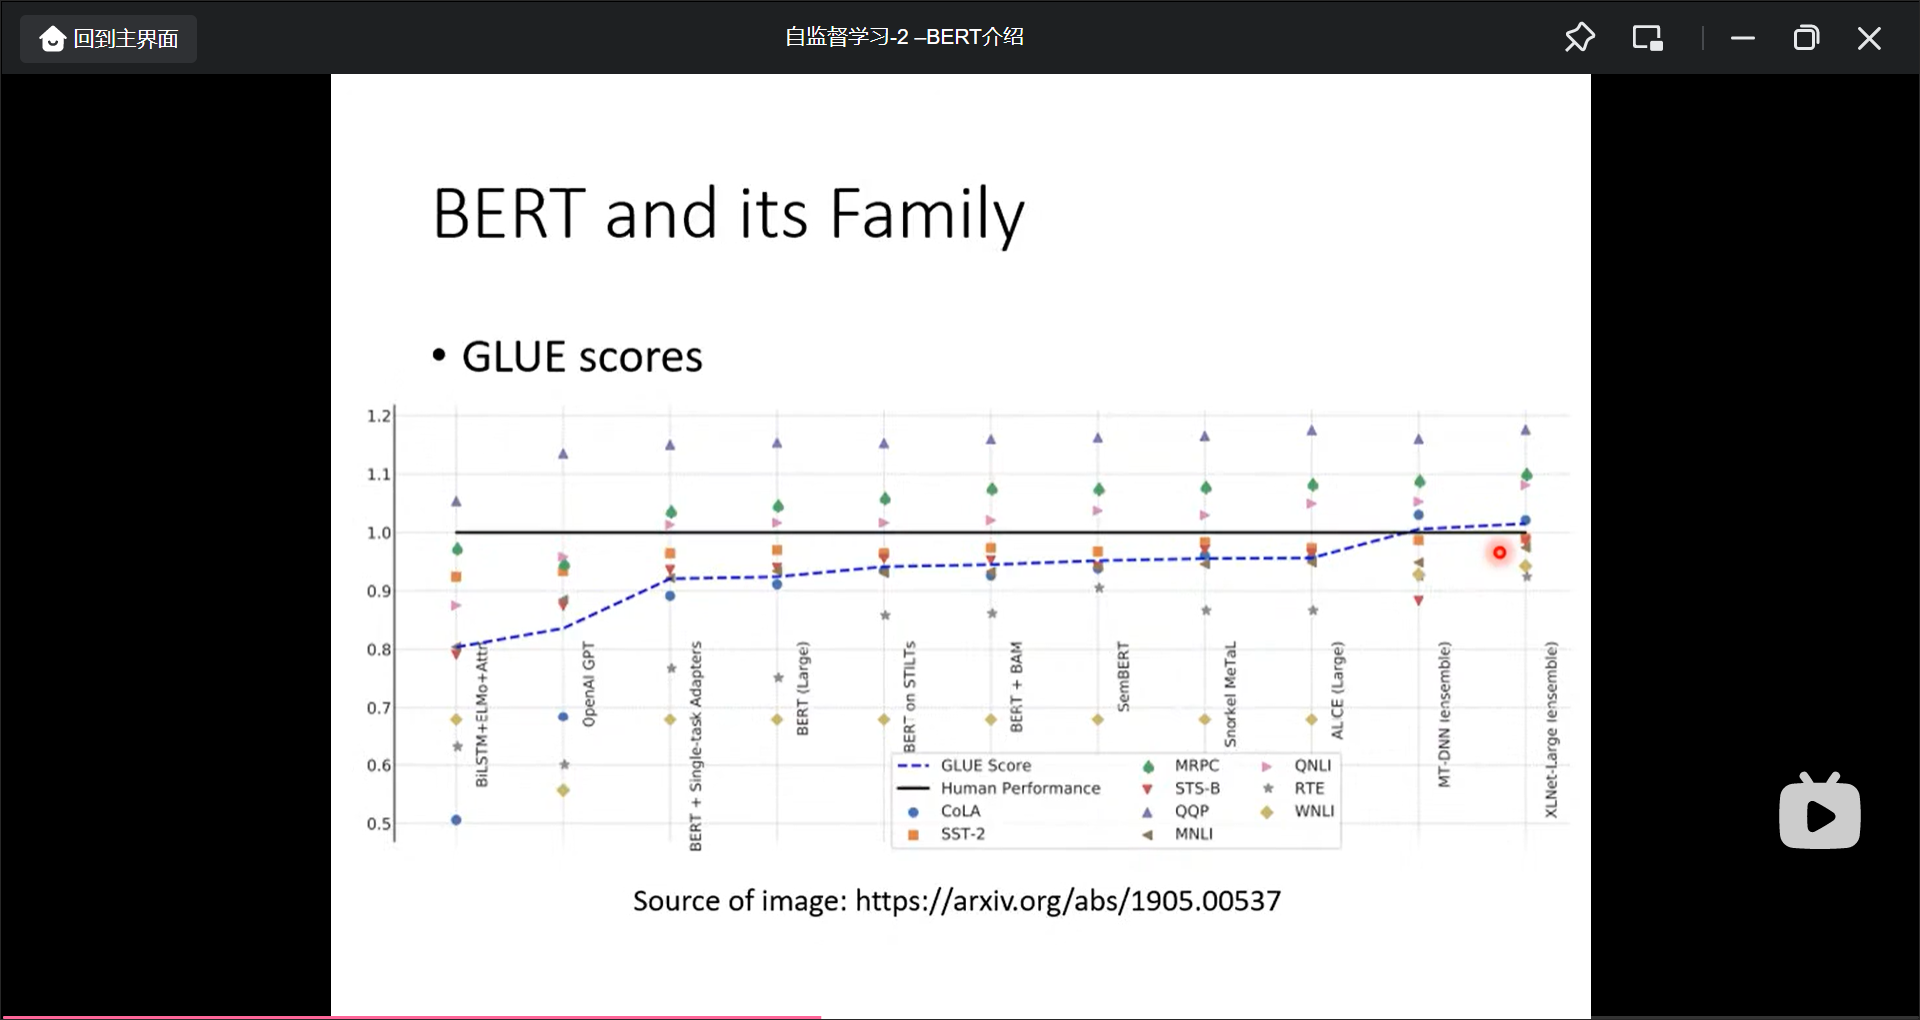 回到主界面
自监督学习-2 –BERT介绍
BERT and its Family
• GLUE scores
1.2
1.1
1.0
0.9
0.8
0.7
0.6
0.5
BiLSTM+ELMo+Attn
OpenAI GPT
BERT + Single-task Adapters
BERT (Large)
BERT on STILTs
BERT + BAM
SemBERT
Snorkel MeTaL
ALICE (Large)
MT-DNN (ensemble)
XLNet-Large (ensemble)
GLUE Score
Human Performance
CoLA
SST-2
MRPC
STS-B
QQP
MNLI
QNLI
RTE
WNLI
Source of image: https://arxiv.org/abs/1905.00537